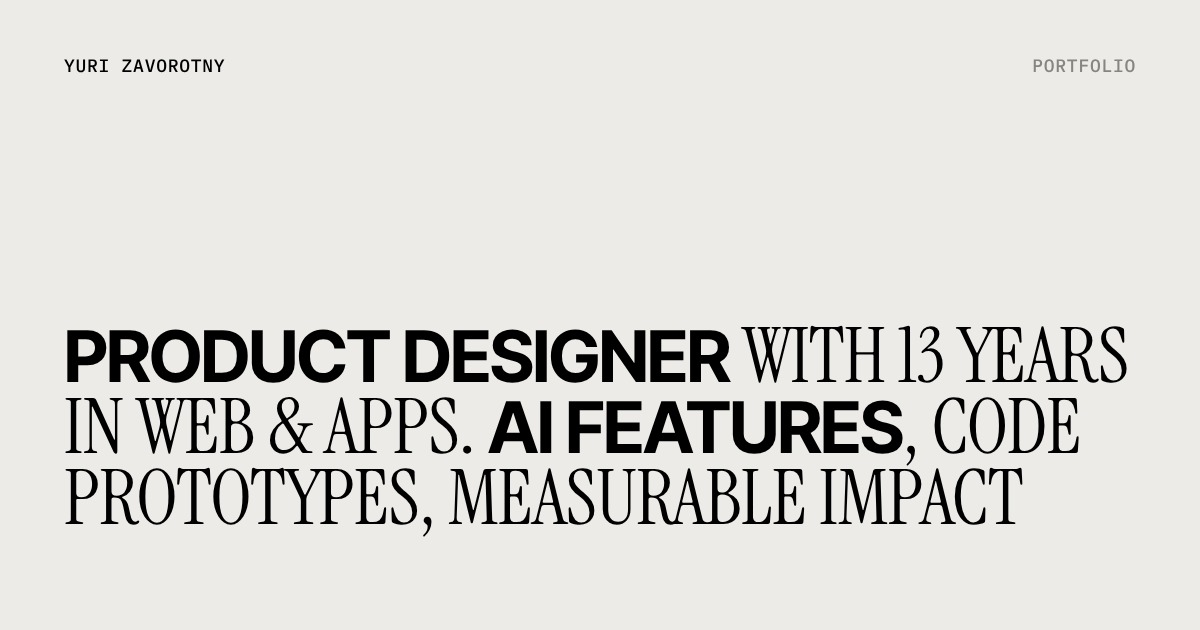 YURI ZAVOROTNY
PORTFOLIO
PRODUCT DESIGNER WITH 13 YEARS
IN WEB & APPS. AI FEATURES, CODE
PROTOTYPES, MEASURABLE IMPACT